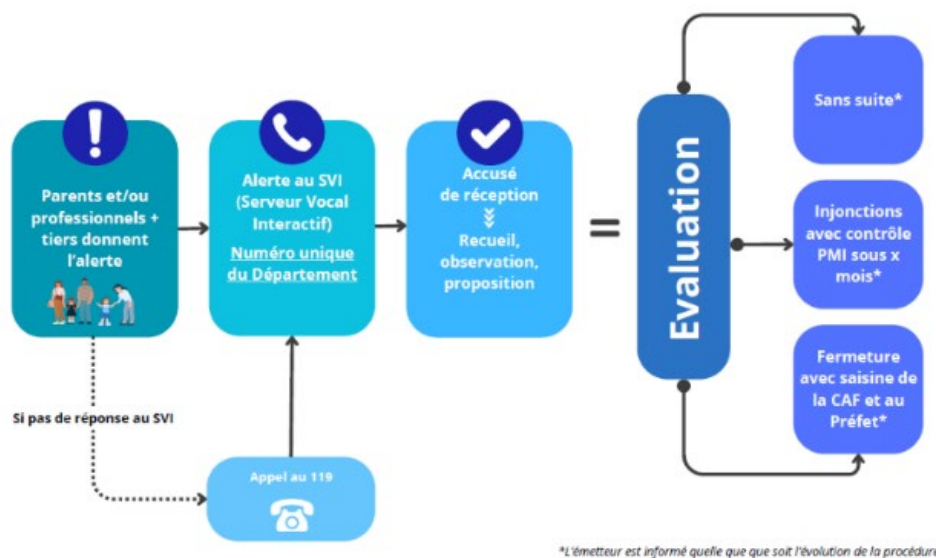 Parents et/ou
professionnels +
tiers donnent
l'alerte
Alerte au SVI
(Serveur Vocal
Interactif)
Numéro unique
du Département
Accusé
de réception
Recueil,
observation,
proposition
=
Evaluation
Sans suite*
Injonctions
avec contrôle
PMI sous x
mois*
Fermeture
avec saisine de
la CAF et au
Préfet*
Si pas de réponse au SVI
Appel au 119
*L'émetteur est informé quelle que que soit l'évolution de la procédure